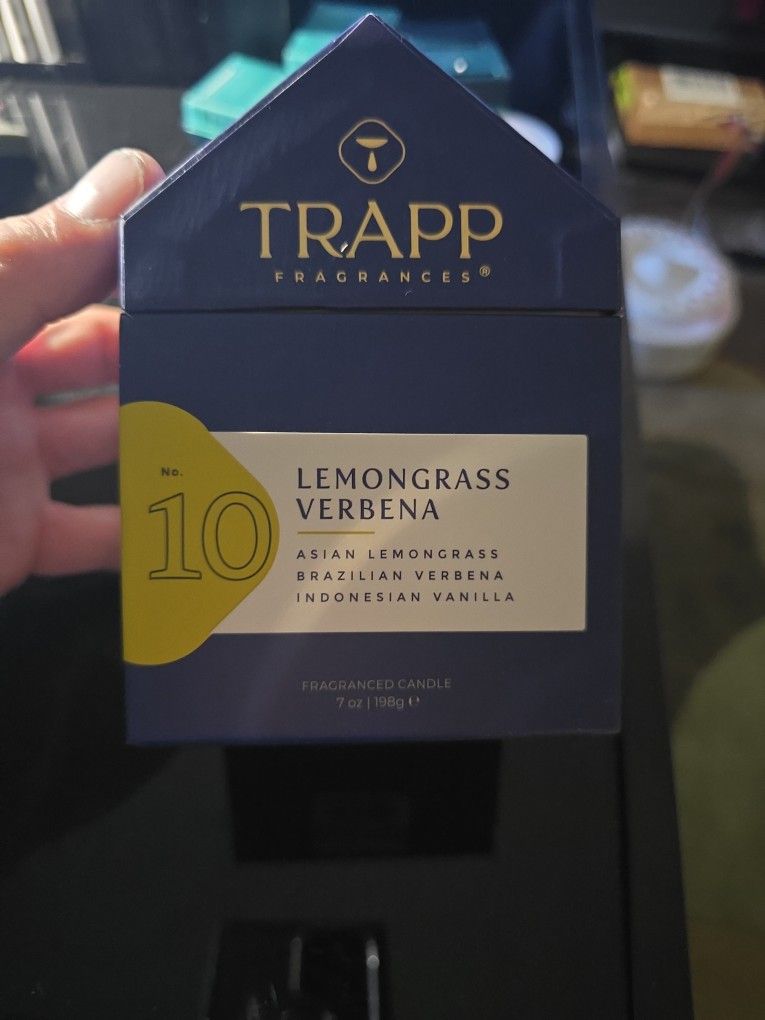 TRAPP
FRAGRANCES®
No.
10
LEMONGRASS
VERBENA
ASIAN LEMONGRASS
BRAZILIAN VERBENA
INDONESIAN VANILLA
FRAGRANCED CANDLE
7 oz | 198g ℮